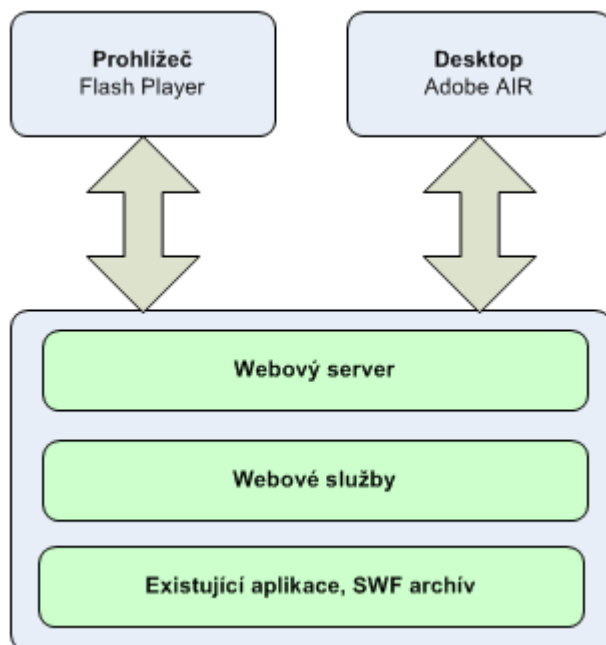 Prohlížeč
Flash Player
Desktop
Adobe AIR
Webový server
Webové služby
Existující aplikace, SWF archív